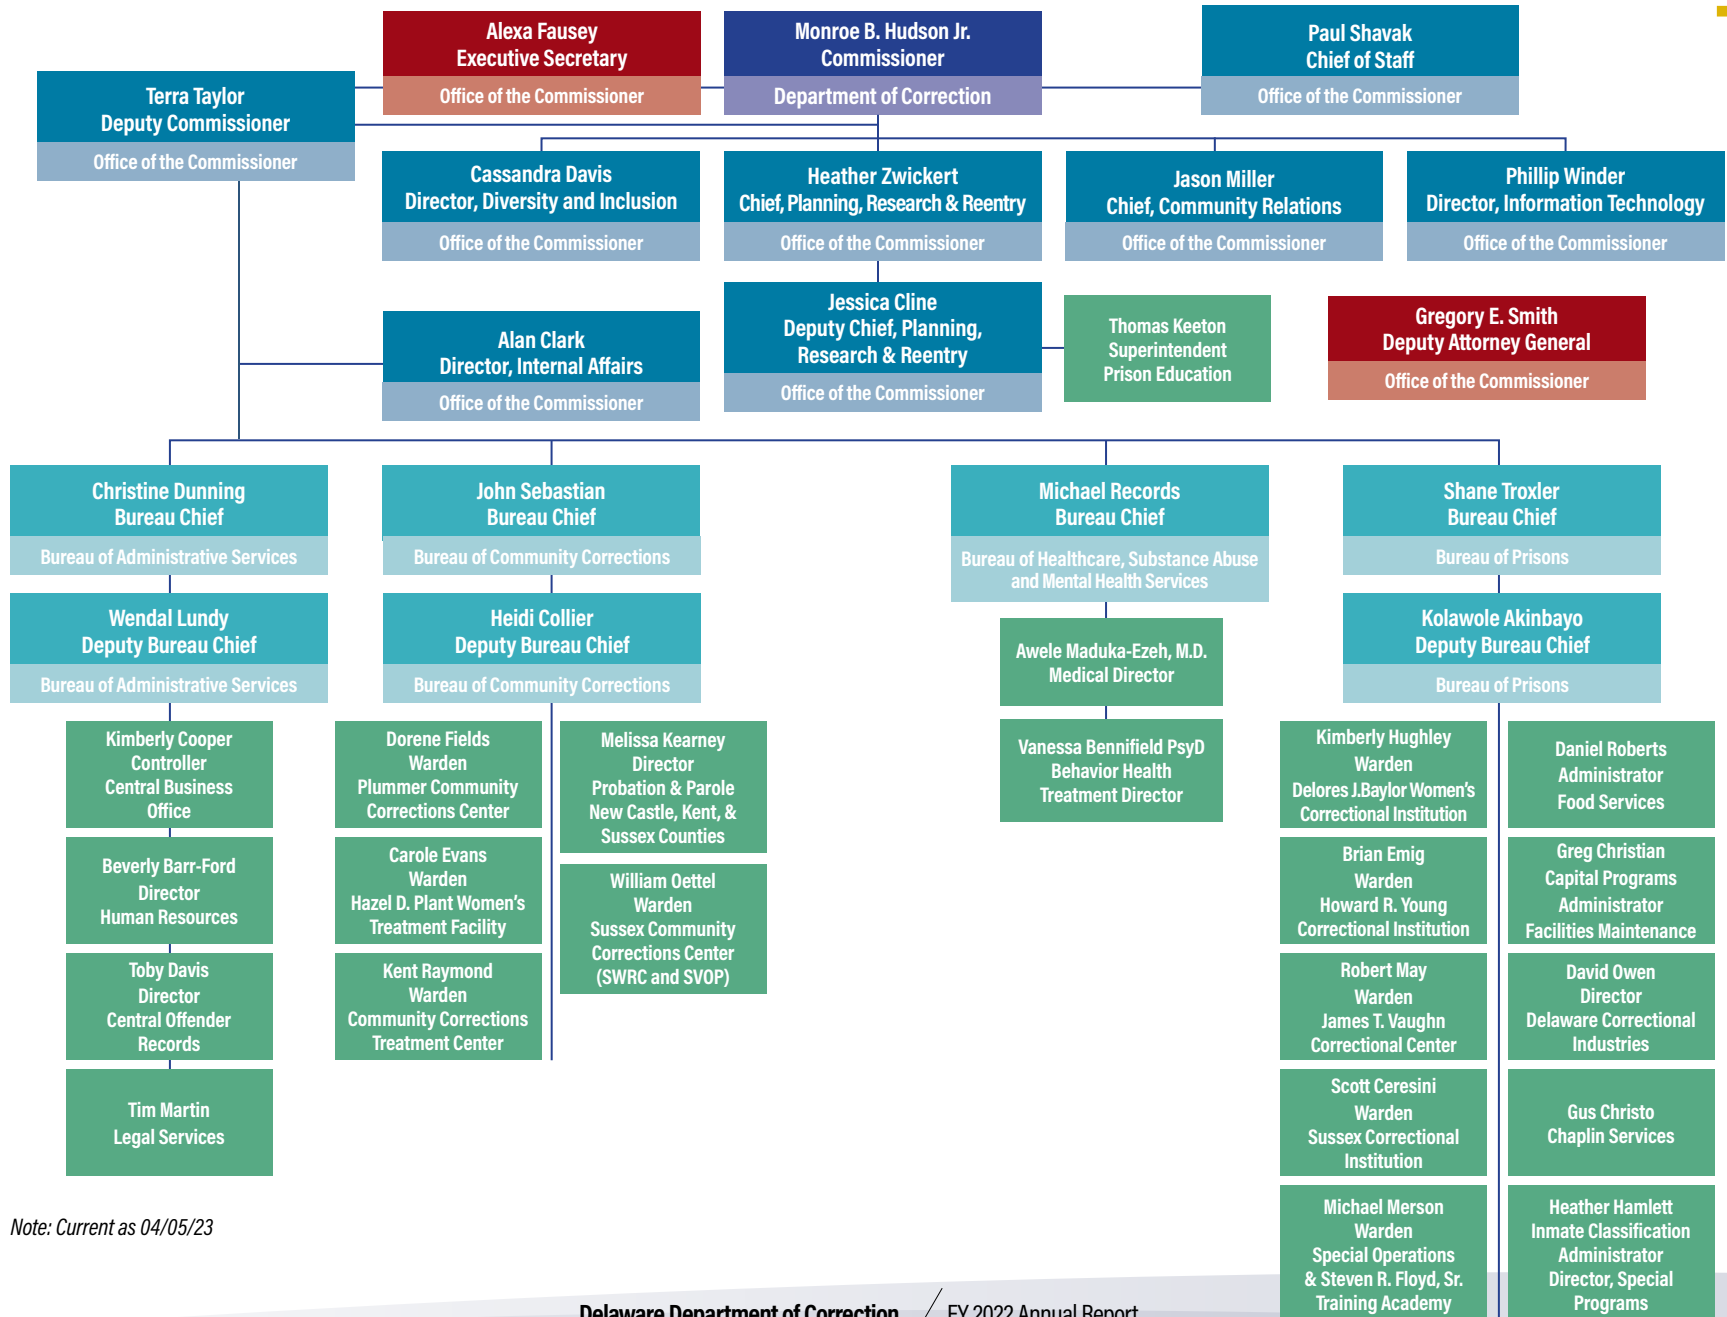 Alexa Fausey
Executive Secretary
Office of the Commissioner
Monroe B. Hudson Jr.
Commissioner
Department of Correction
Paul Shavak
Chief of Staff
Office of the Commissioner
Terra Taylor
Deputy Commissioner
Office of the Commissioner
Cassandra Davis
Director, Diversity and Inclusion
Office of the Commissioner
Heather Zwickert
Chief, Planning, Research & Reentry
Office of the Commissioner
Jason Miller
Chief, Community Relations
Office of the Commissioner
Phillip Winder
Director, Information Technology
Office of the Commissioner
Alan Clark
Director, Internal Affairs
Office of the Commissioner
Jessica Cline
Deputy Chief, Planning,
Research & Reentry
Office of the Commissioner
Thomas Keeton
Superintendent
Prison Education
Gregory E. Smith
Deputy Attorney General
Office of the Commissioner
Christine Dunning
Bureau Chief
Bureau of Administrative Services
Wendal Lundy
Deputy Bureau Chief
Bureau of Administrative Services
Kimberly Cooper
Controller
Central Business
Office
Beverly Barr-Ford
Director
Human Resources
Toby Davis
Director
Central Offender
Records
Tim Martin
Legal Services
John Sebastian
Bureau Chief
Bureau of Community Corrections
Heidi Collier
Deputy Bureau Chief
Bureau of Community Corrections
Dorene Fields
Warden
Plummer Community
Corrections Center
Carole Evans
Warden
Hazel D. Plant Women's
Treatment Facility
Kent Raymond
Warden
Community Corrections
Treatment Center
Melissa Kearney
Director
Probation & Parole
New Castle, Kent, &
Sussex Counties
William Oettel
Warden
Sussex Community
Corrections Center
(SWRC and SVOP)
Michael Records
Bureau Chief
Bureau of Healthcare, Substance Abuse
and Mental Health Services
Awele Maduka-Ezeh, M.D.
Medical Director
Vanessa Bennifield PsyD
Behavior Health
Treatment Director
Shane Troxler
Bureau Chief
Bureau of Prisons
Kolawole Akinbayo
Deputy Bureau Chief
Bureau of Prisons
Kimberly Hughley
Warden
Delores J.Baylor Women's
Correctional Institution
Brian Emig
Warden
Howard R. Young
Correctional Institution
Robert May
Warden
James T. Vaughn
Correctional Center
Scott Ceresini
Warden
Sussex Correctional
Institution
Michael Merson
Warden
Special Operations
& Steven R. Floyd, Sr.
Training Academy
Daniel Roberts
Administrator
Food Services
Greg Christian
Capital Programs
Administrator
Facilities Maintenance
David Owen
Director
Delaware Correctional
Industries
Gus Christo
Chaplin Services
Heather Hamlett
Inmate Classification
Administrator
Director, Special
Programs
Note: Current as 04/05/23
Delaware Department of Correction / FY 2022 Annual Report